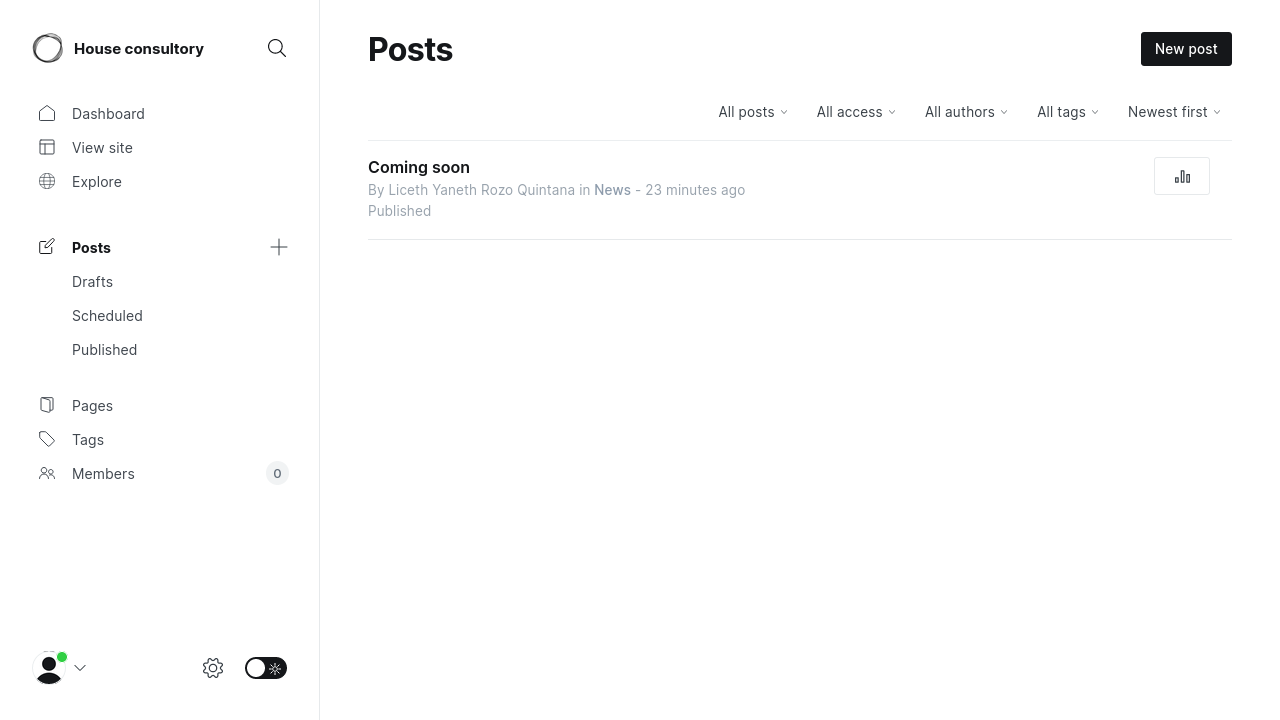 House consultory
Dashboard
View site
Explore
Posts
Drafts
Scheduled
Published
Pages
Tags
Members 0
Posts
New post
All posts All access All authors All tags Newest first
Coming soon
By Liceth Yaneth Rozo Quintana in News - 23 minutes ago
Published